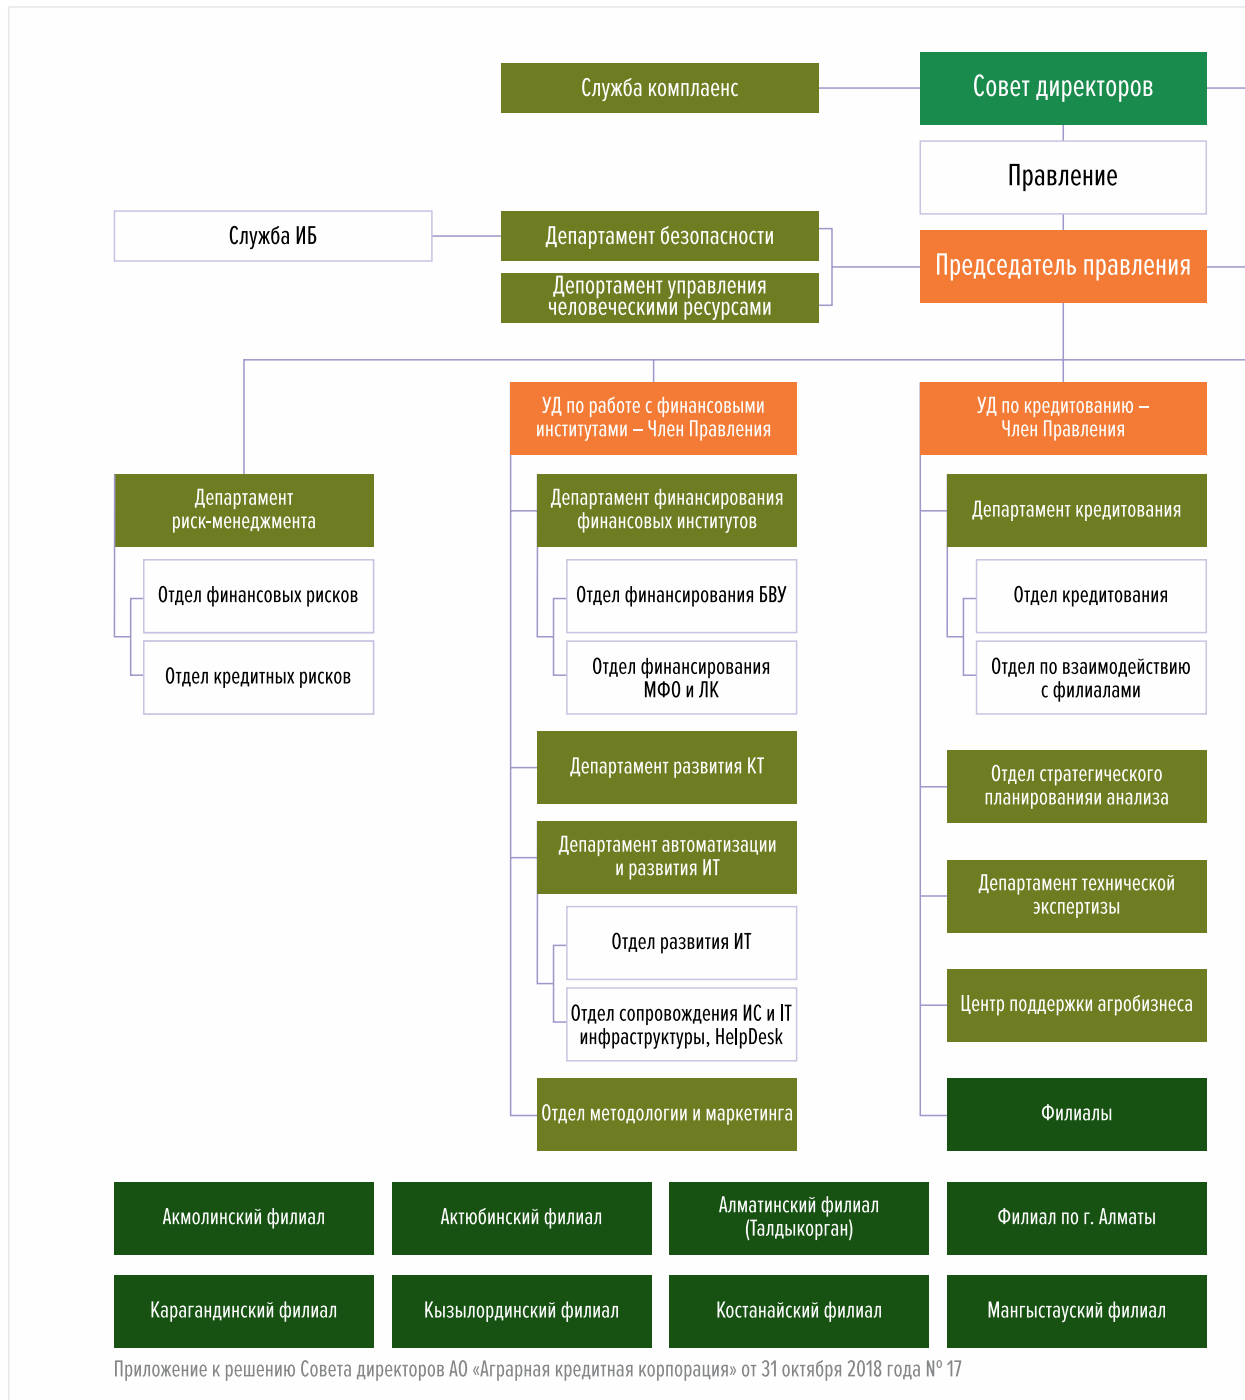 Служба комплаенс
Совет директоров
Правление
Служба ИБ
Департамент безопасности
Депортамент управления
человеческими ресурсами
Председатель правления
УД по работе с финансовыми
институтами – Член Правления
УД по кредитованию –
Член Правления
Департамент
риск-менеджмента
Отдел финансовых рисков
Отдел кредитных рисков
Департамент финансирования
финансовых институтов
Отдел финансирования БВУ
Отдел финансирования
МФО и ЛК
Департамент развития КТ
Департамент автоматизации
и развития ИТ
Отдел развития ИТ
Отдел сопровождения ИС и IT
инфраструктуры, HelpDesk
Отдел методологии и маркетинга
Департамент кредитования
Отдел кредитования
Отдел по взаимодействию
с филиалами
Отдел стратегического
планированияи анализа
Департамент технической
экспертизы
Центр поддержки агробизнеса
Филиалы
Акмолинский филиал
Актюбинский филиал
Алматинский филиал
(Талдыкорган)
Филиал по г. Алматы
Карагандинский филиал
Кызылординский филиал
Костанайский филиал
Мангыстауский филиал
Приложение к решению Совета директоров АО «Аграрная кредитная корпорация» от 31 октября 2018 года № 17